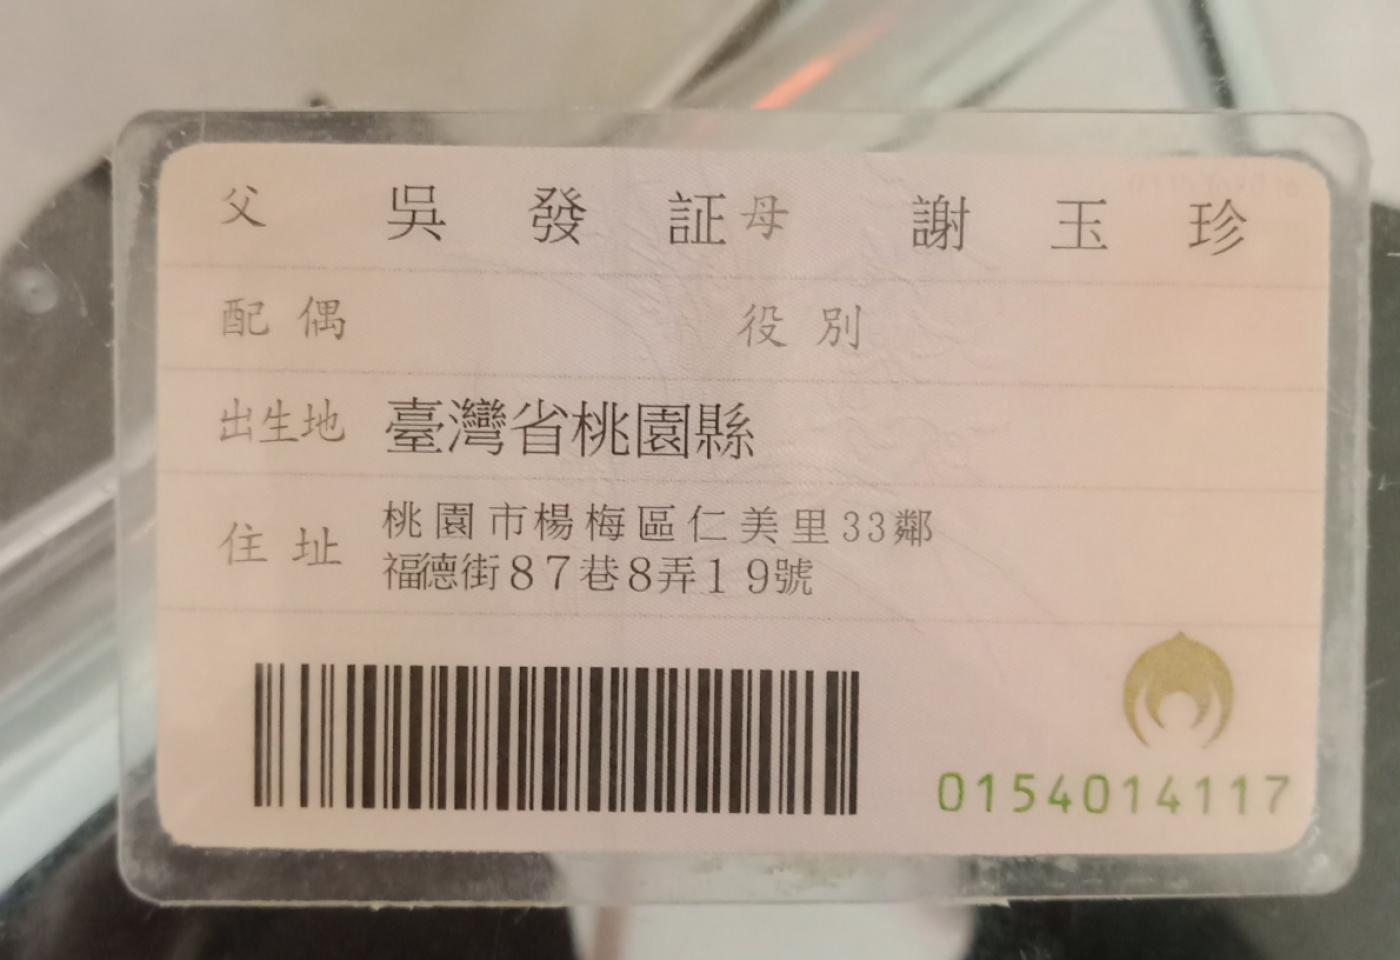 父 吳發証 母 謝玉珍
配偶 役別
出生地 臺灣省桃園縣
住址 桃園市楊梅區仁美里33鄰
福德街87巷8弄19號
0154014117